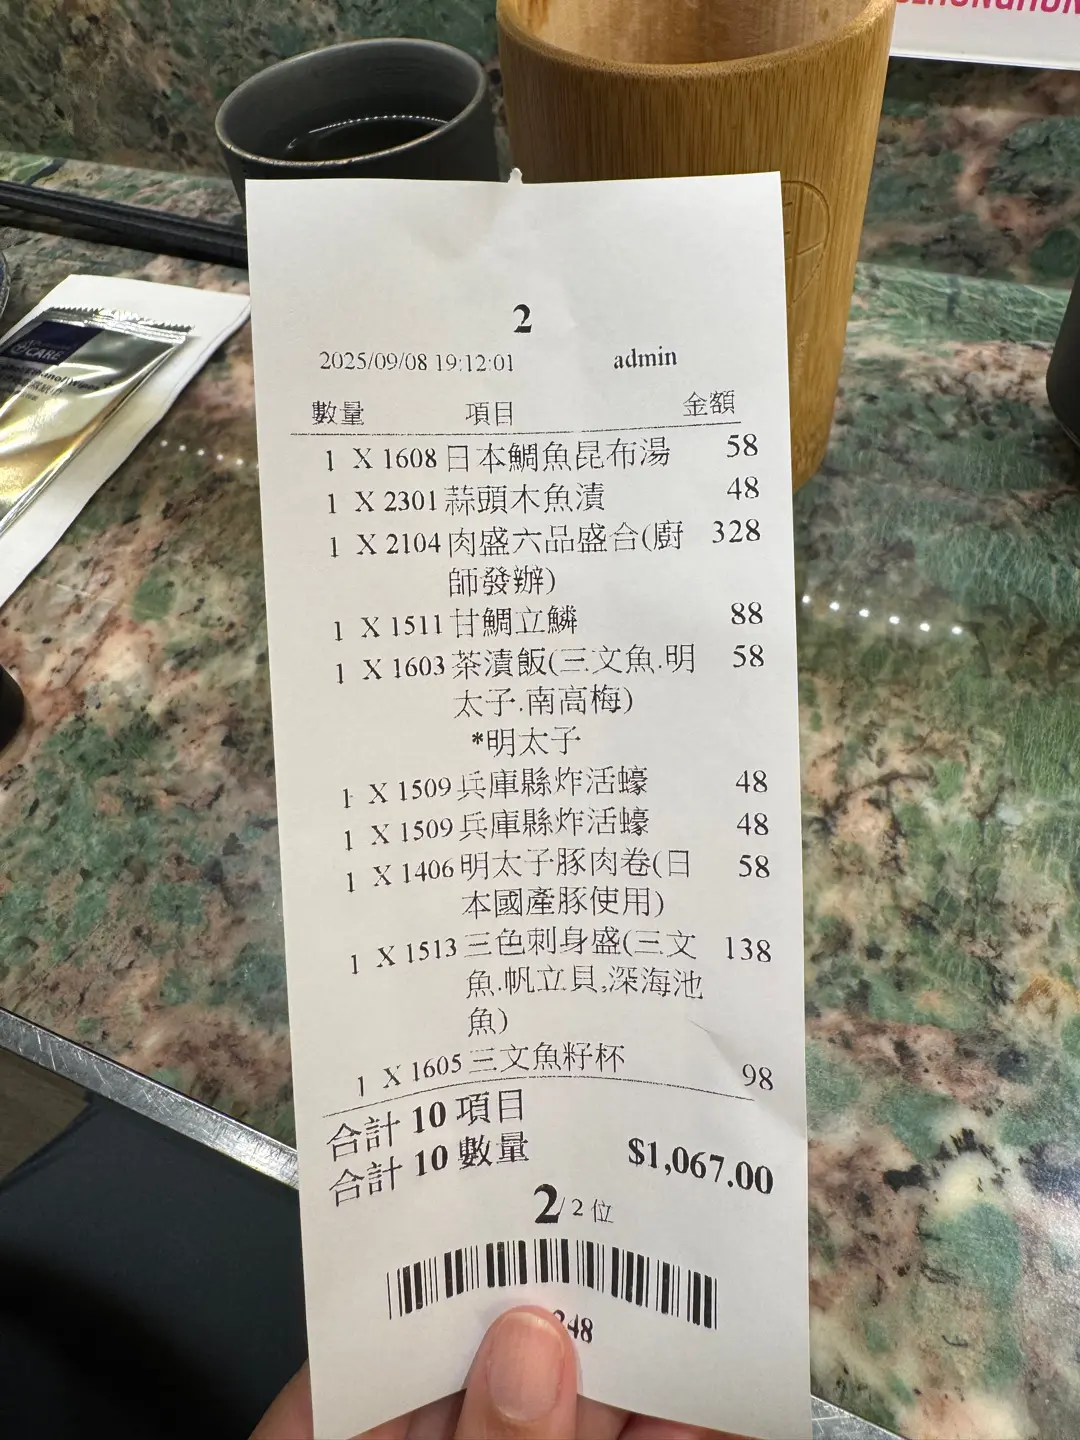 CARE
2
2025/09/08 19:12:01 admin
數量 項目 金額
1 X 1608 日本鯛魚昆布湯 58
1 X 2301 蒜頭木魚漬 48
1 X 2104 肉盛六品盛合(廚 328
師發辦)
1 X 1511 甘鯛立鱗 88
1 X 1603 茶漬飯(三文魚.明 58
太子.南高梅)
*明太子
1 X 1509 兵庫縣炸活蠔 48
1 X 1509 兵庫縣炸活蠔 48
1 X 1406 明太子豚肉卷(日 58
本國產豚使用)
1 X 1513 三色刺身盛(三文 138
魚.帆立貝,深海池
魚)
1 X 1605 三文魚籽杯 98
合計 10 項目
合計 10 數量 $1,067.00
2/ 2 位
248